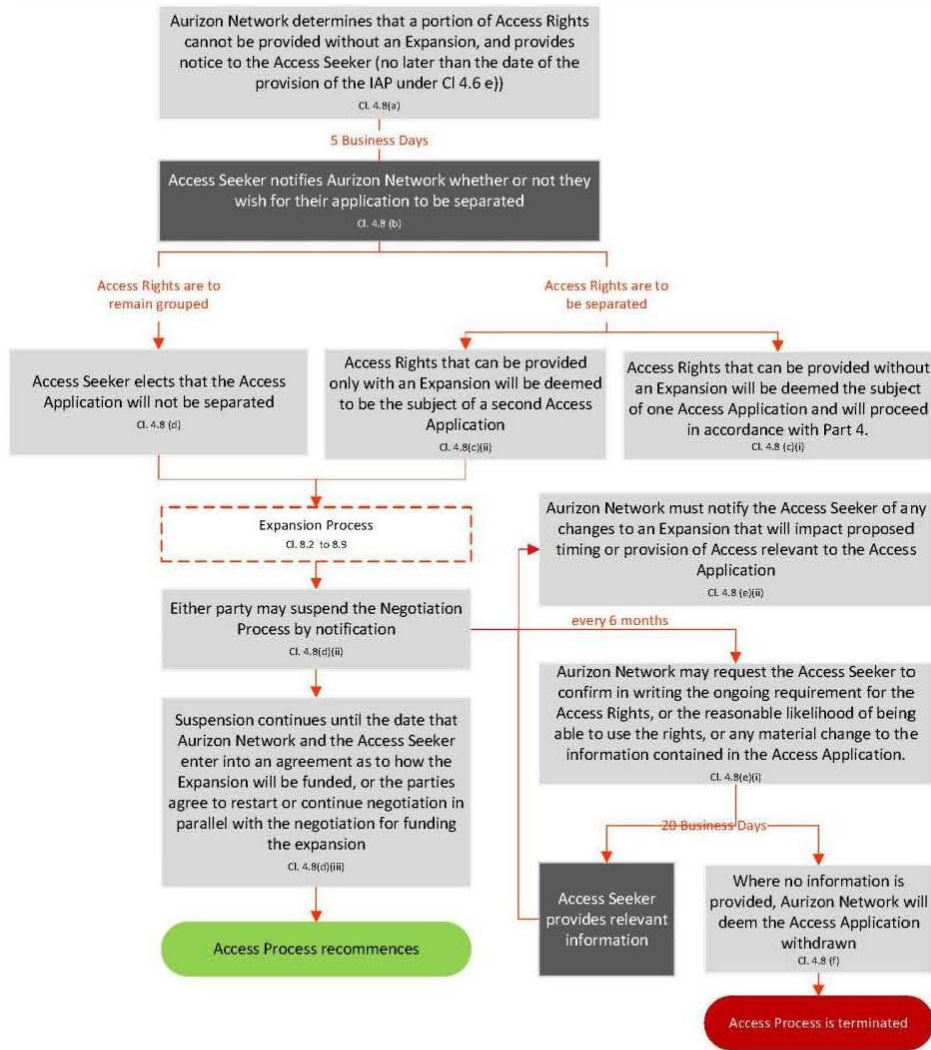 Aurizon Network determines that a portion of Access Rights
cannot be provided without an Expansion, and provides
notice to the Access Seeker (no later than the date of the
provision of the IAP under Cl 4.6 e))
Cl. 4.8(a)
5 Business Days
Access Seeker notifies Aurizon Network whether or not they
wish for their application to be separated
Cl. 4.8 (b)
Access Rights are to
remain grouped
Access Rights are to
be separated
Access Seeker elects that the Access
Application will not be separated
Cl. 4.8 (d)
Access Rights that can be provided
only with an Expansion will be deemed
to be the subject of a second Access
Application
Cl. 4.8(c)(ii)
Access Rights that can be provided without
an Expansion will be deemed the subject
of one Access Application and will proceed
in accordance with Part 4.
Cl. 4.8 (c)(i)
Expansion Process
Cl. 8.2 to 8.9
Aurizon Network must notify the Access Seeker of any
changes to an Expansion that will impact proposed
timing or provision of Access relevant to the Access
Application
Cl. 4.8 (e)(ii)
Either party may suspend the Negotiation
Process by notification
Cl. 4.8(d)(ii)
every 6 months
Aurizon Network may request the Access Seeker to
confirm in writing the ongoing requirement for the
Access Rights, or the reasonable likelihood of being
able to use the rights, or any material change to the
information contained in the Access Application.
Cl. 4.8(e)(i)
Suspension continues until the date that
Aurizon Network and the Access Seeker
enter into an agreement as to how the
Expansion will be funded, or the parties
agree to restart or continue negotiation in
parallel with the negotiation for funding
the expansion
Cl. 4.8(d)(iii)
20 Business Days
Access Seeker
provides relevant
information
Where no information is
provided, Aurizon Network will
deem the Access Application
withdrawn
Cl. 4.8 (f)
Access Process recommences
Access Process is terminated